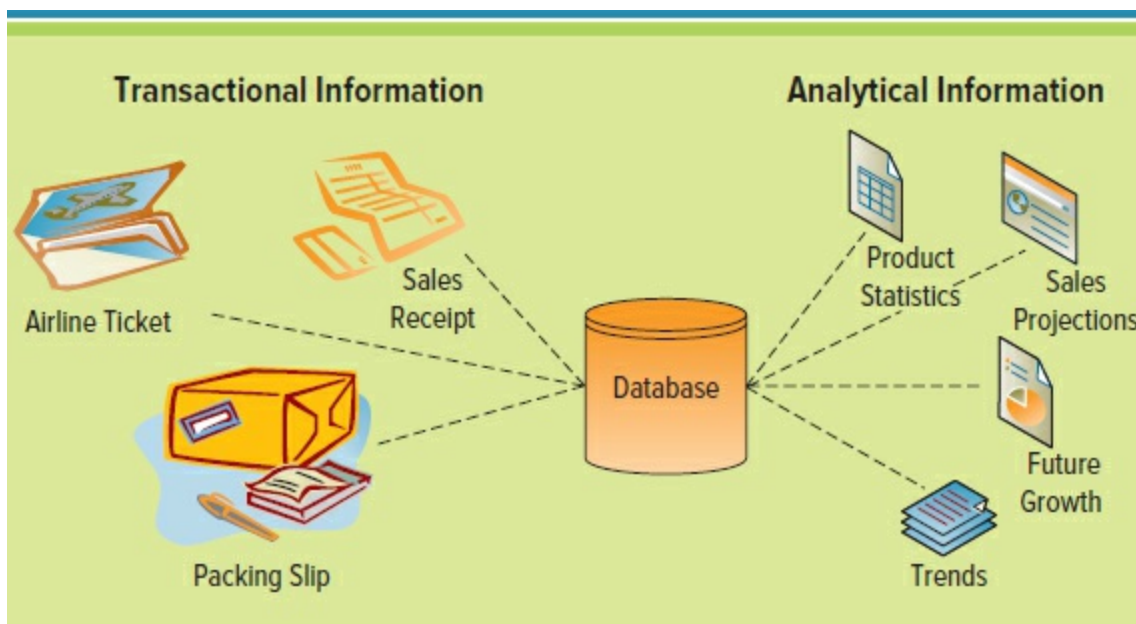 Transactional Information
Analytical Information
Airline Ticket
Sales
Receipt
Packing Slip
Database
Product
Statistics
Sales
Projections
Future
Growth
Trends